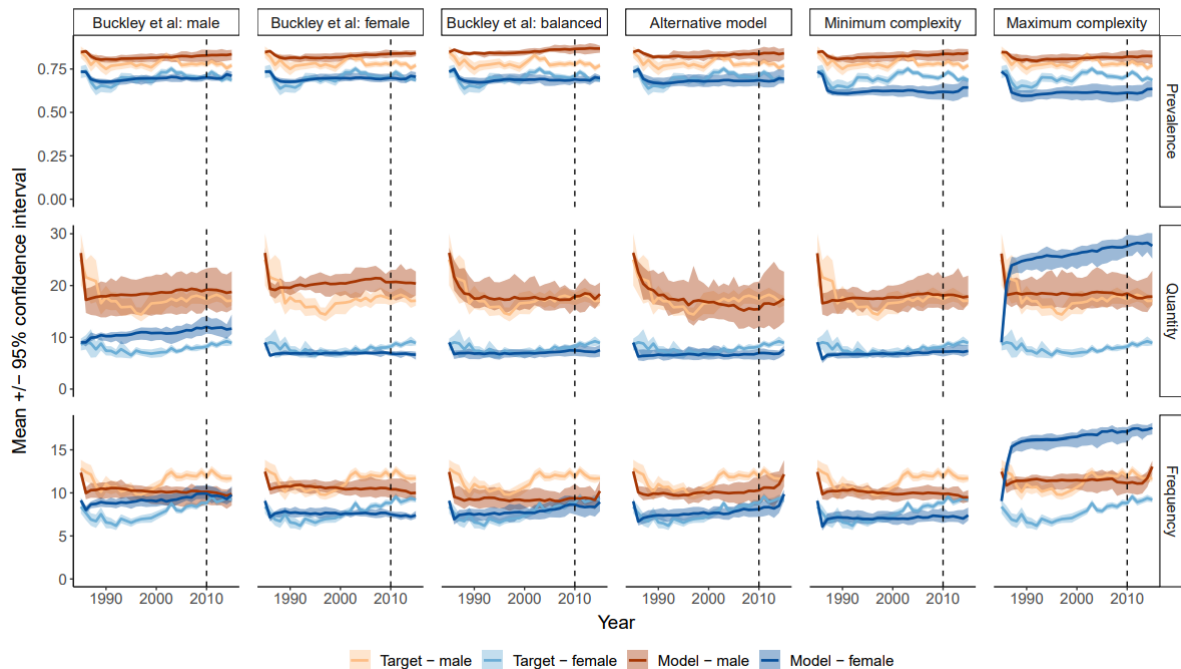 Buckley et al: male Buckley et al: female Buckley et al: balanced Alternative model Minimum complexity Maximum complexity
0.75
0.50
0.25
0.00
Prevalence
30
20
10
0
Quantity
15
10
5
0
Frequency
Mean +/− 95% confidence interval
1990 2000 2010 1990 2000 2010 1990 2000 2010 1990 2000 2010 1990 2000 2010 1990 2000 2010
Year
Target − male Target − female Model − male Model − female